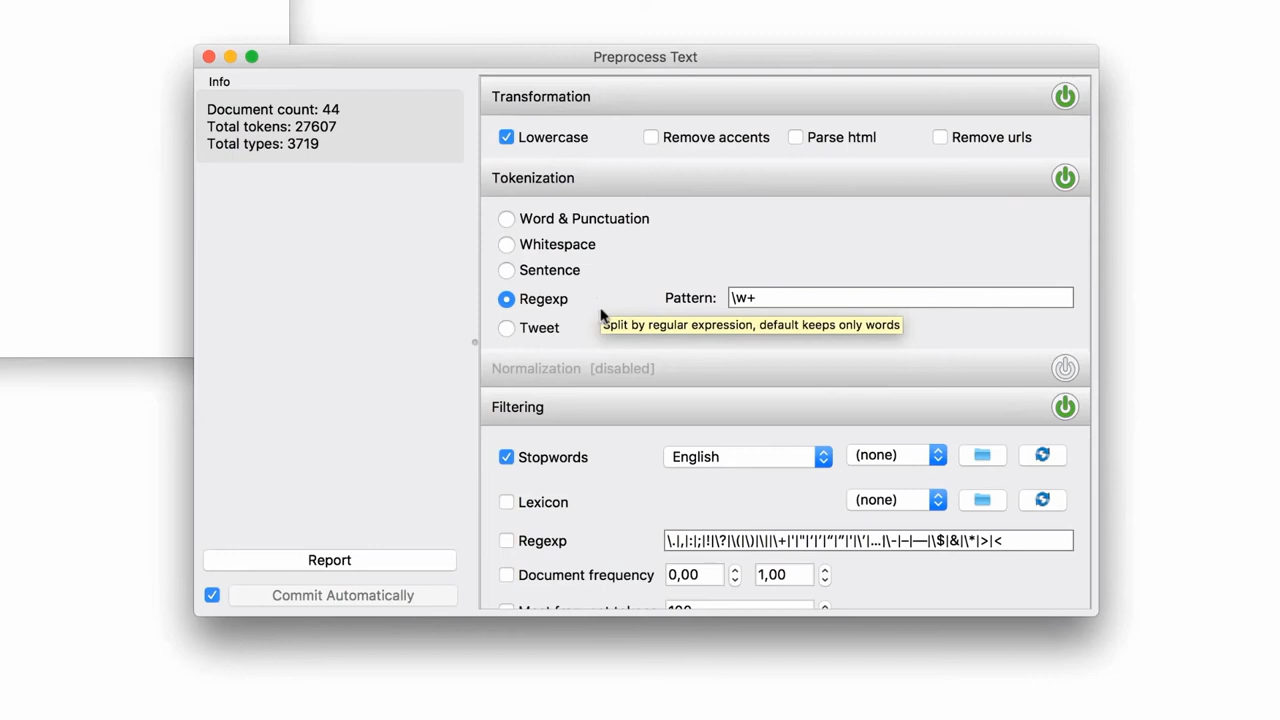 Preprocess Text
Info
Document count: 44
Total tokens: 27607
Total types: 3719
Report
Commit Automatically
Transformation
Lowercase Remove accents Parse html Remove urls
Tokenization
Word & Punctuation
Whitespace
Sentence
Regexp Pattern: \w+
Split by regular expression, default keeps only words
Tweet
Normalization [disabled]
Filtering
Stopwords English (none)
Lexicon (none)
Regexp \.|,|:|;|!|\?|\(|\)|\||\+|'|"|‘|’|“|”|'|\’|…|\-|–|—|\$|&|\*|>|<
Document frequency 0,00 1,00